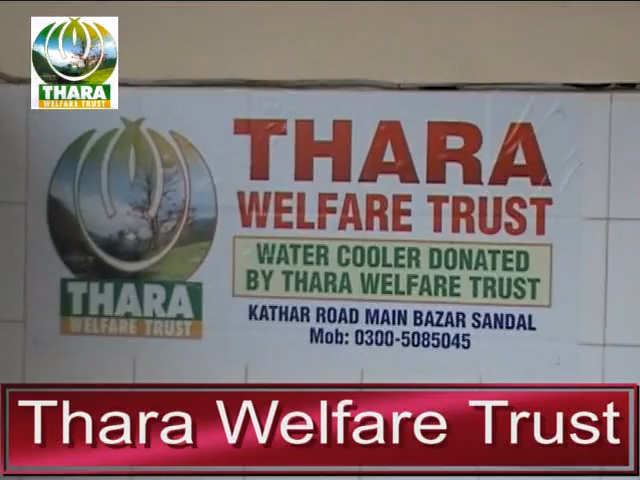 THARA
WELFARE TRUST
THARA
WELFARE TRUST
WATER COOLER DONATED
BY THARA WELFARE TRUST
KATHAR ROAD MAIN BAZAR SANDAL
Mob: 0300-5085045
THARA
WELFARE TRUST
Thara Welfare Trust